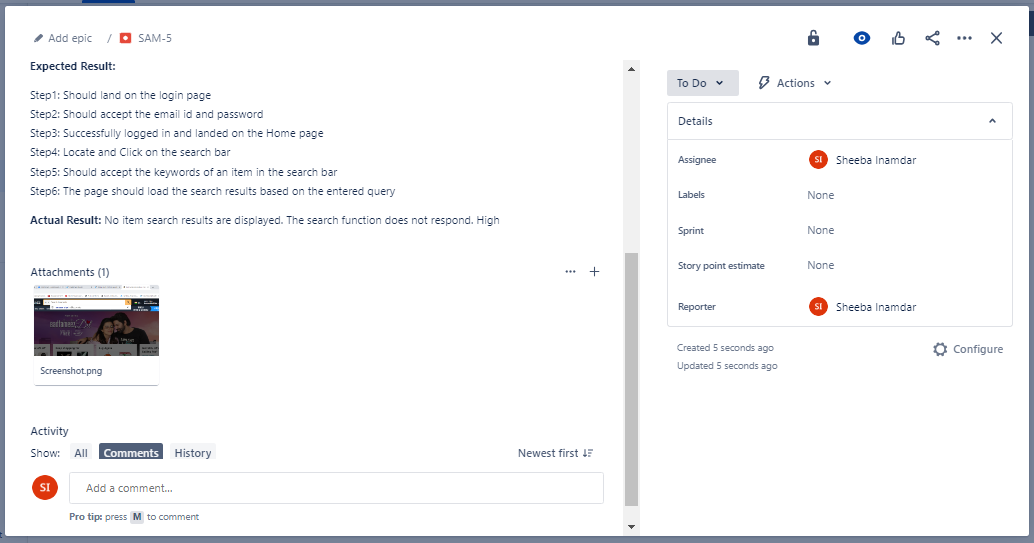 Add epic / SAM-5
Expected Result:
Step1: Should land on the login page
Step2: Should accept the email id and password
Step3: Successfully logged in and landed on the Home page
Step4: Locate and Click on the search bar
Step5: Should accept the keywords of an item in the search bar
Step6: The page should load the search results based on the entered query
Actual Result: No item search results are displayed. The search function does not respond. High
Attachments (1)
Screenshot.png
Activity
Show: All Comments History Newest first
SI Add a comment...
Pro tip: press M to comment
To Do Actions
Details
Assignee SI Sheeba Inamdar
Labels None
Sprint None
Story point estimate None
Reporter SI Sheeba Inamdar
Created 5 seconds ago Configure
Updated 5 seconds ago